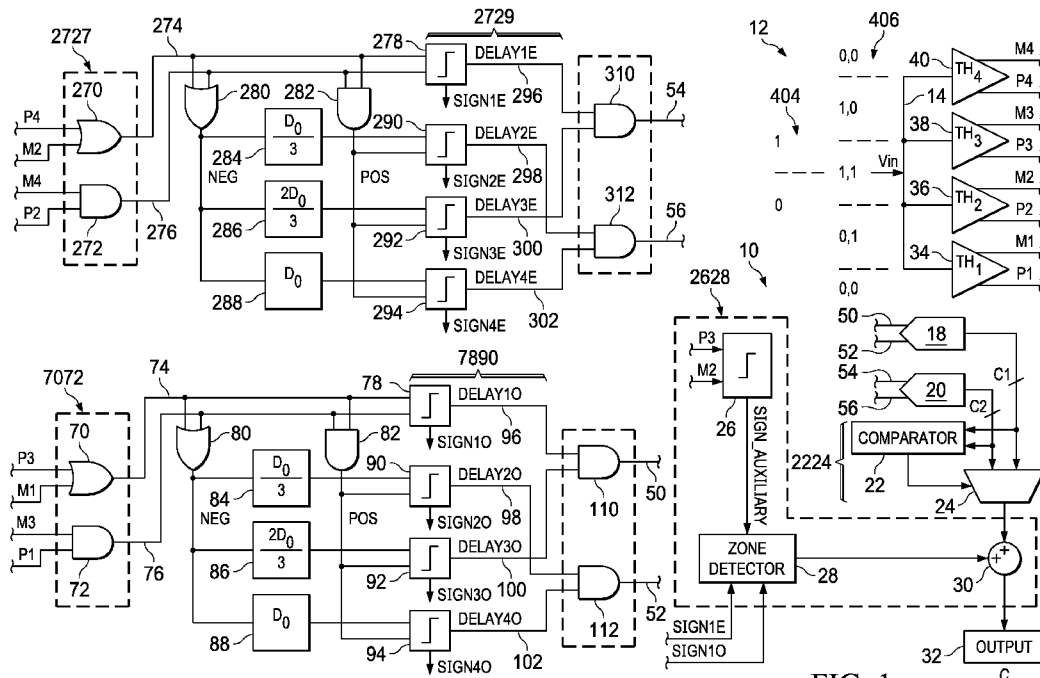 2727
274
2729
278
DELAY1E
SIGN1E
296
270
280
282
310
54
P4
M2
D0
3
284
NEG
290
DELAY2E
SIGN2E
298
POS
M4
P2
272
276
2D0
3
286
292
DELAY3E
SIGN3E
300
312
56
D0
288
294
DELAY4E
SIGN4E
302
12
404
1
0
406
0,0
1,0
1,1
0,1
0,0
Vin
14
40
TH4
M4
P4
38
TH3
M3
P3
36
TH2
M2
P2
34
TH1
M1
P1
10
2628
P3
M2
26
SIGN_AUXILIARY
50
52
18
C1
54
56
20
C2
2224
COMPARATOR
22
24
ZONE
DETECTOR
28
+
+
30
SIGN1E
SIGN1O
32
OUTPUT
C
7072
74
7890
78
DELAY1O
SIGN1O
96
70
80
82
P3
M1
D0
3
84
NEG
90
DELAY2O
SIGN2O
98
POS
110
50
M3
P1
72
76
2D0
3
86
92
DELAY3O
SIGN3O
100
112
52
D0
88
94
DELAY4O
SIGN4O
102